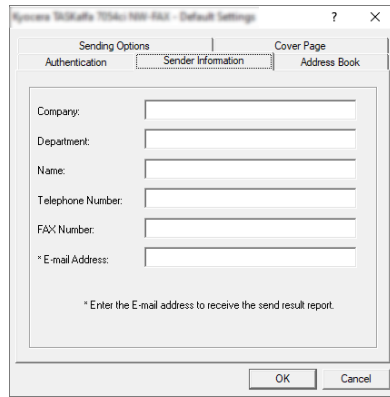 Kyocera TASKalfa 7054ci NW-FAX - Default Settings
? ×
Sending Options Cover Page
Authentication Sender Information Address Book
Company:
Department:
Name:
Telephone Number:
FAX Number:
* E-mail Address:
* Enter the E-mail address to receive the send result report.
OK Cancel